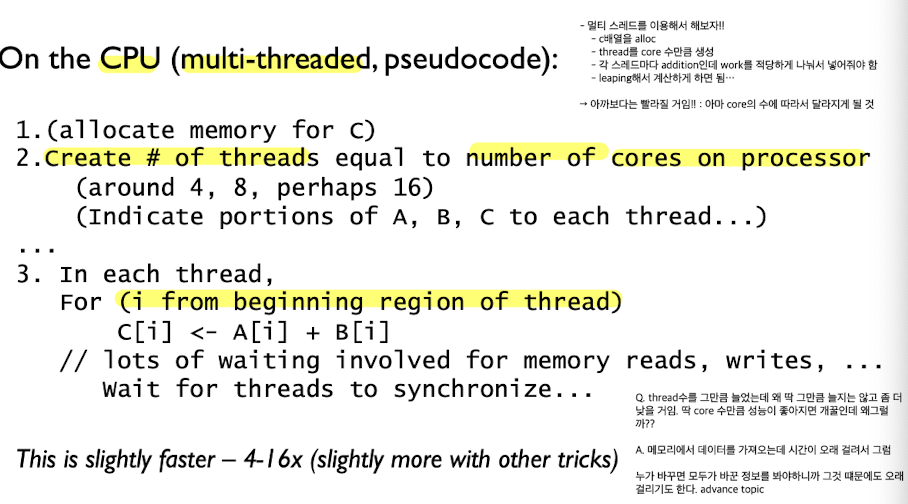 - 멀티 스레드를 이용해서 해보자!!
- c배열을 alloc
- thread를 core 수만큼 생성
- 각 스레드마다 addition인데 work를 적당하게 나눠서 넣어줘야 함
- leaping해서 계산하게 하면 됨…
→ 아까보다는 빨라질 거임!! : 아마 core의 수에 따라서 달라지게 될 것
On the CPU (multi-threaded, pseudocode):
1.(allocate memory for C)
2.Create # of threads equal to number of cores on processor
(around 4, 8, perhaps 16)
(Indicate portions of A, B, C to each thread...)
...
3. In each thread,
For (i from beginning region of thread)
C[i] <- A[i] + B[i]
// lots of waiting involved for memory reads, writes, ...
Wait for threads to synchronize...
Q. thread수를 그만큼 늘었는데 왜 딱 그만큼 늘지는 않고 좀 더
낮을 거임. 딱 core 수만큼 성능이 좋아지면 개꿀인데 왜그럴
까??
A. 메모리에서 데이터를 가져오는데 시간이 오래 걸려서 그럼
누가 바꾸면 모두가 바꾼 정보를 봐야하니까 그것 떄문에도 오래
걸리기도 한다. advance topic
This is slightly faster – 4-16x (slightly more with other tricks)